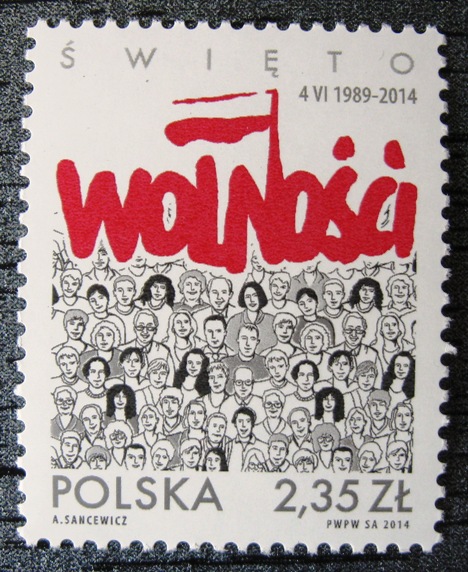 ŚWIĘTO
4 VI 1989-2014
WOLNOŚCI
POLSKA 2,35 ZŁ
A. SANCEWICZ PWPW SA 2014